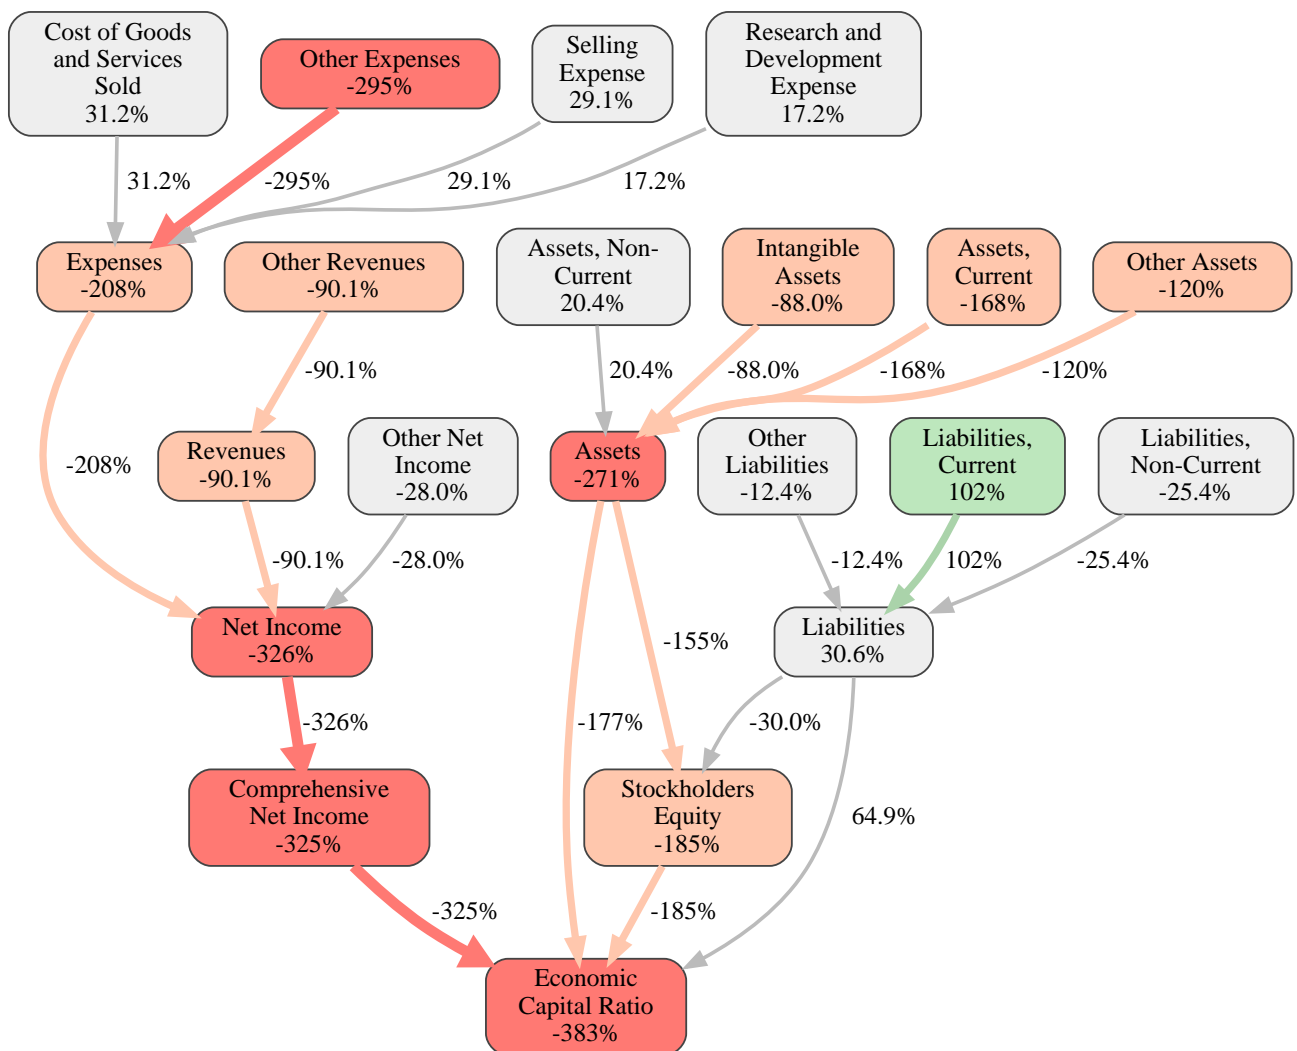 Cost of Goods
and Services
Sold
31.2%
Other Expenses
-295%
Selling
Expense
29.1%
Research and
Development
Expense
17.2%
31.2%
-295%
29.1%
17.2%
Expenses
-208%
Other Revenues
-90.1%
Assets, Non-
Current
20.4%
Intangible
Assets
-88.0%
Assets,
Current
-168%
Other Assets
-120%
-90.1%
20.4%
-88.0%
-168%
-120%
-208%
Revenues
-90.1%
Other Net
Income
-28.0%
Assets
-271%
Other
Liabilities
-12.4%
Liabilities,
Current
102%
Liabilities,
Non-Current
-25.4%
-90.1%
-28.0%
-12.4%
102%
-25.4%
Net Income
-326%
-155%
Liabilities
30.6%
-326%
-177%
-30.0%
Comprehensive
Net Income
-325%
Stockholders
Equity
-185%
64.9%
-325%
-185%
Economic
Capital Ratio
-383%